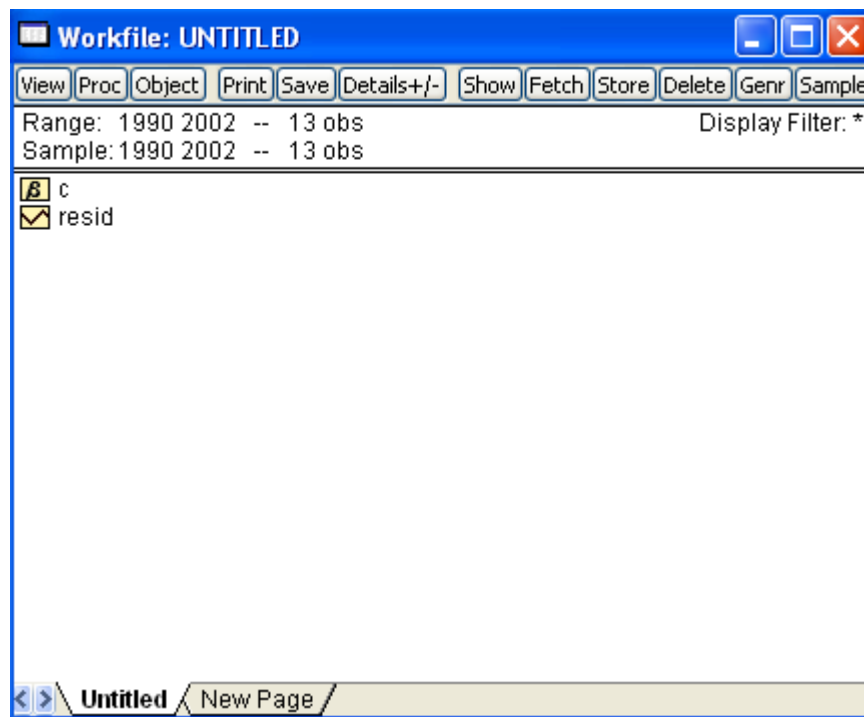 Workfile: UNTITLED
View Proc Object Print Save Details+/- Show Fetch Store Delete Genr Sample
Range: 1990 2002 -- 13 obs Display Filter: *
Sample: 1990 2002 -- 13 obs
β c
resid
Untitled New Page